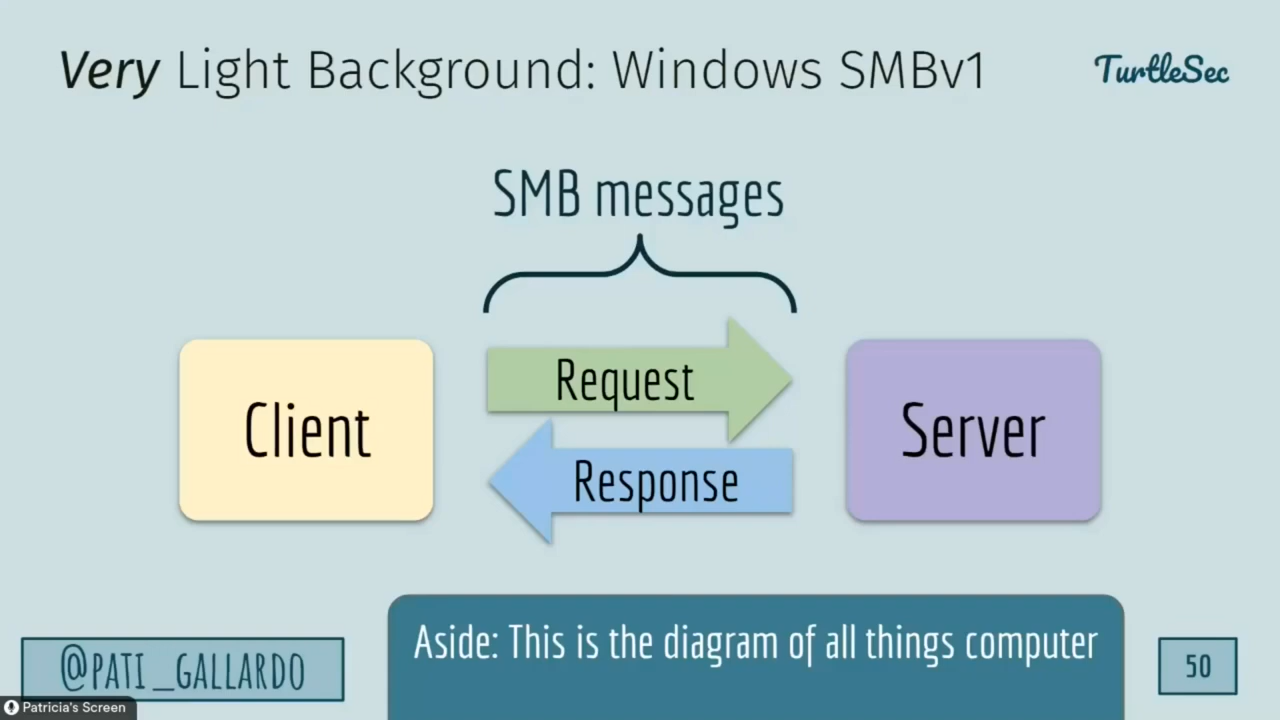 Very Light Background: Windows SMBv1
TurtleSec
SMB messages
Client
Request
Response
Server
Aside: This is the diagram of all things computer
@PATI_GALLARDO
50
Patricia's Screen